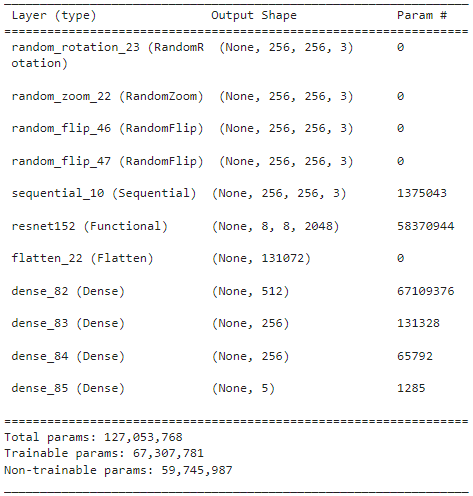 Layer (type) Output Shape Param #
=================================================================
random_rotation_23 (RandomR (None, 256, 256, 3) 0
otation)
random_zoom_22 (RandomZoom) (None, 256, 256, 3) 0
random_flip_46 (RandomFlip) (None, 256, 256, 3) 0
random_flip_47 (RandomFlip) (None, 256, 256, 3) 0
sequential_10 (Sequential) (None, 256, 256, 3) 1375043
resnet152 (Functional) (None, 8, 8, 2048) 58370944
flatten_22 (Flatten) (None, 131072) 0
dense_82 (Dense) (None, 512) 67109376
dense_83 (Dense) (None, 256) 131328
dense_84 (Dense) (None, 256) 65792
dense_85 (Dense) (None, 5) 1285
=================================================================
Total params: 127,053,768
Trainable params: 67,307,781
Non-trainable params: 59,745,987